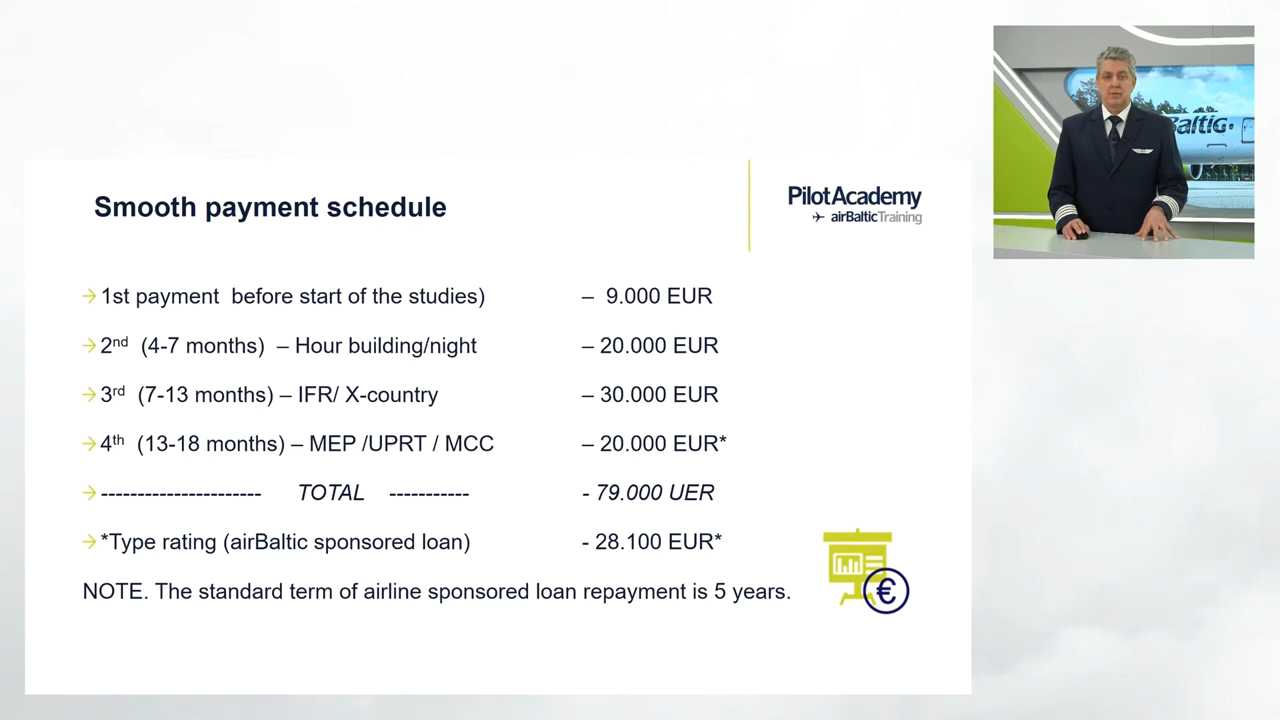 Smooth payment schedule
PilotAcademy
airBalticTraining
Baltic
1st payment before start of the studies) – 9.000 EUR
2nd (4-7 months) – Hour building/night – 20.000 EUR
3rd (7-13 months) – IFR/ X-country – 30.000 EUR
4th (13-18 months) – MEP /UPRT / MCC – 20.000 EUR*
---------------------- TOTAL ----------- - 79.000 UER
*Type rating (airBaltic sponsored loan) - 28.100 EUR*
NOTE. The standard term of airline sponsored loan repayment is 5 years.
€